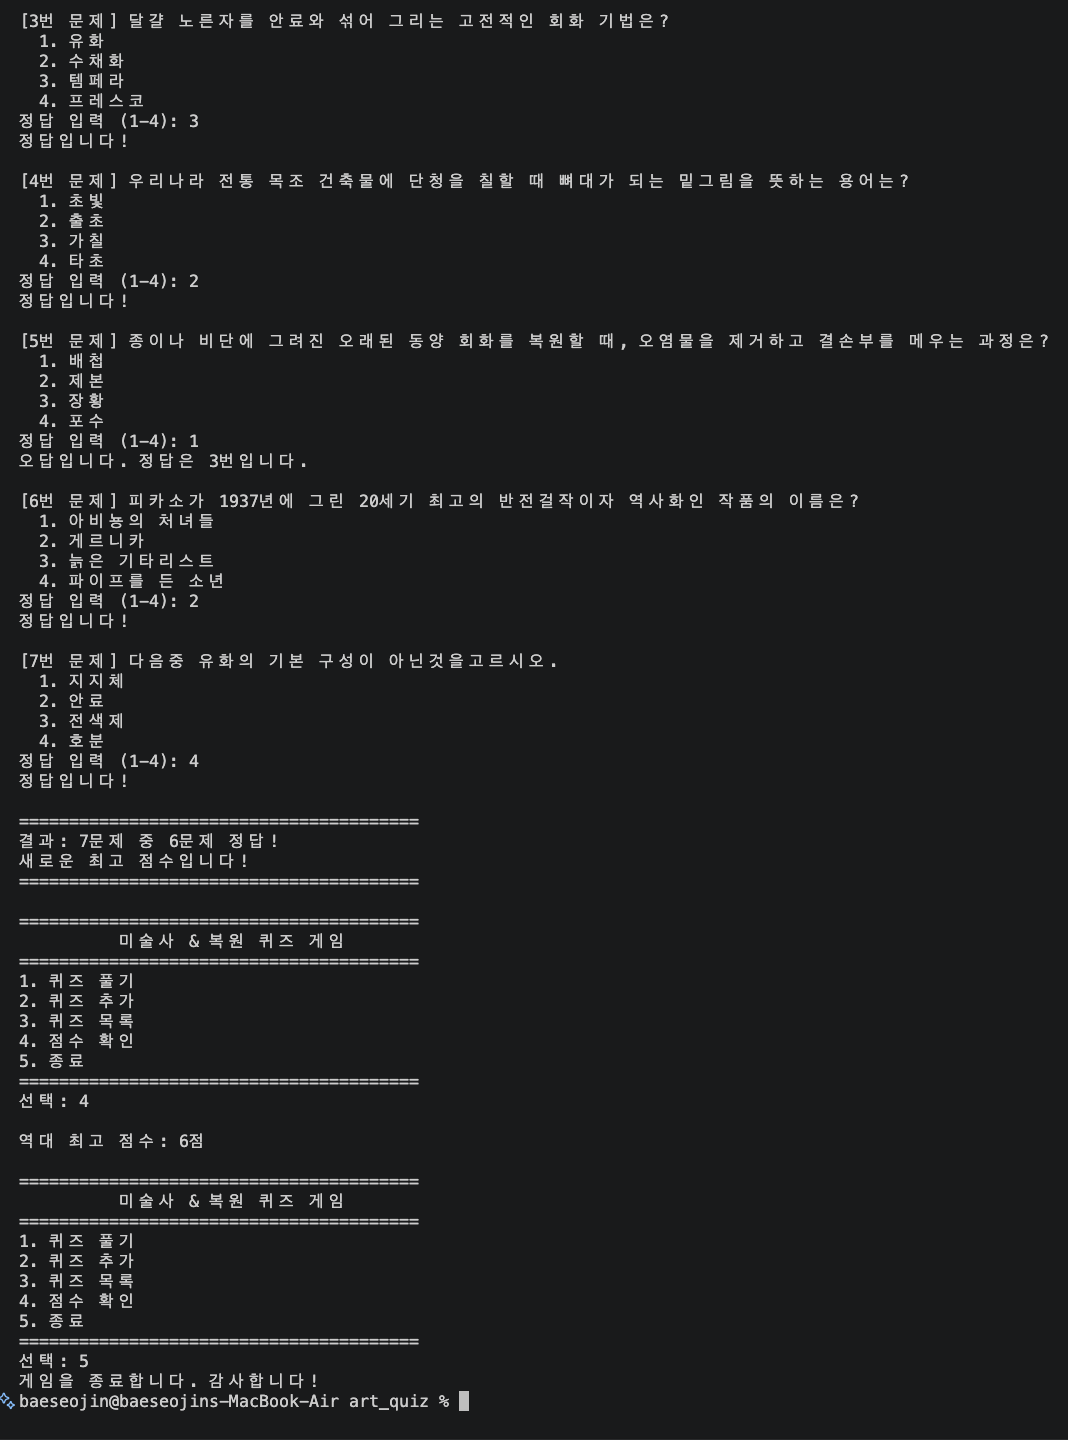 [3번 문제] 달걀 노른자를 안료와 섞어 그리는 고전적인 회화 기법은?
1. 유화
2. 수채화
3. 템페라
4. 프레스코
정답 입력 (1-4): 3
정답입니다!
[4번 문제] 우리나라 전통 목조 건축물에 단청을 칠할 때 뼈대가 되는 밑그림을 뜻하는 용어는?
1. 초빛
2. 출초
3. 가칠
4. 타초
정답 입력 (1-4): 2
정답입니다!
[5번 문제] 종이나 비단에 그려진 오래된 동양 회화를 복원할 때, 오염물을 제거하고 결손부를 메우는 과정은?
1. 배첩
2. 제본
3. 장황
4. 포수
정답 입력 (1-4): 1
오답입니다. 정답은 3번입니다.
[6번 문제] 피카소가 1937년에 그린 20세기 최고의 반전걸작이자 역사화인 작품의 이름은?
1. 아비뇽의 처녀들
2. 게르니카
3. 늙은 기타리스트
4. 파이프를 든 소년
정답 입력 (1-4): 2
정답입니다!
[7번 문제] 다음중 유화의 기본 구성이 아닌것을고르시오.
1. 지지체
2. 안료
3. 전색제
4. 호분
정답 입력 (1-4): 4
정답입니다!
========================================
결과: 7문제 중 6문제 정답!
새로운 최고 점수입니다!
========================================
========================================
미술사 & 복원 퀴즈 게임
========================================
1. 퀴즈 풀기
2. 퀴즈 추가
3. 퀴즈 목록
4. 점수 확인
5. 종료
========================================
선택: 4
역대 최고 점수: 6점
========================================
미술사 & 복원 퀴즈 게임
========================================
1. 퀴즈 풀기
2. 퀴즈 추가
3. 퀴즈 목록
4. 점수 확인
5. 종료
========================================
선택: 5
게임을 종료합니다. 감사합니다!
baeseojin@baeseojins-MacBook-Air art_quiz %